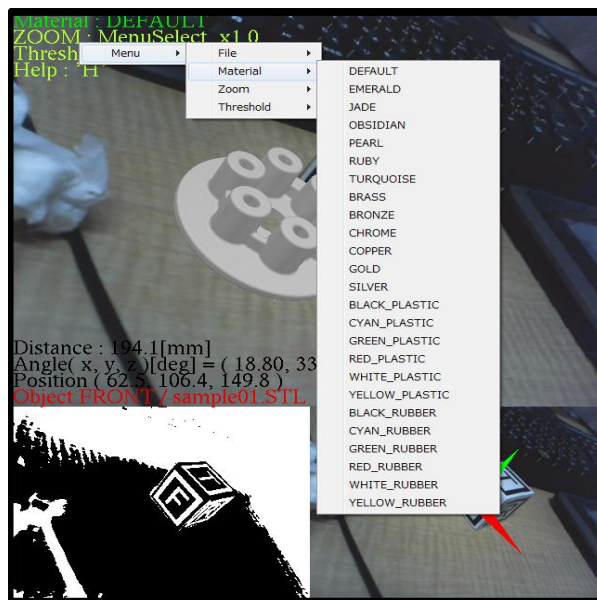 Material : DEFAULT
ZOOM : MenuSelect x1.0
Thresh
Help : 'H'
Menu
File
Material
Zoom
Threshold
DEFAULT
EMERALD
JADE
OBSIDIAN
PEARL
RUBY
TURQUOISE
BRASS
BRONZE
CHROME
COPPER
GOLD
SILVER
BLACK_PLASTIC
CYAN_PLASTIC
GREEN_PLASTIC
RED_PLASTIC
WHITE_PLASTIC
YELLOW_PLASTIC
BLACK_RUBBER
CYAN_RUBBER
GREEN_RUBBER
RED_RUBBER
WHITE_RUBBER
YELLOW_RUBBER
Distance : 194.1[mm]
Angle( x, y, z )[deg] = ( 18.80, 33
Position ( 62.5, 106.4, 149.8 )
Object FRONT / sample01.STL
F